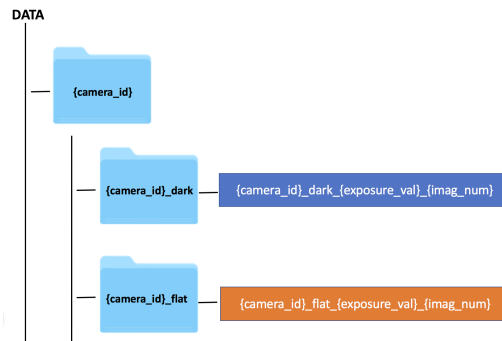 DATA
{camera_id}
{camera_id}_dark
{camera_id}_dark_{exposure_val}_{imag_num}
{camera_id}_flat
{camera_id}_flat_{exposure_val}_{imag_num}